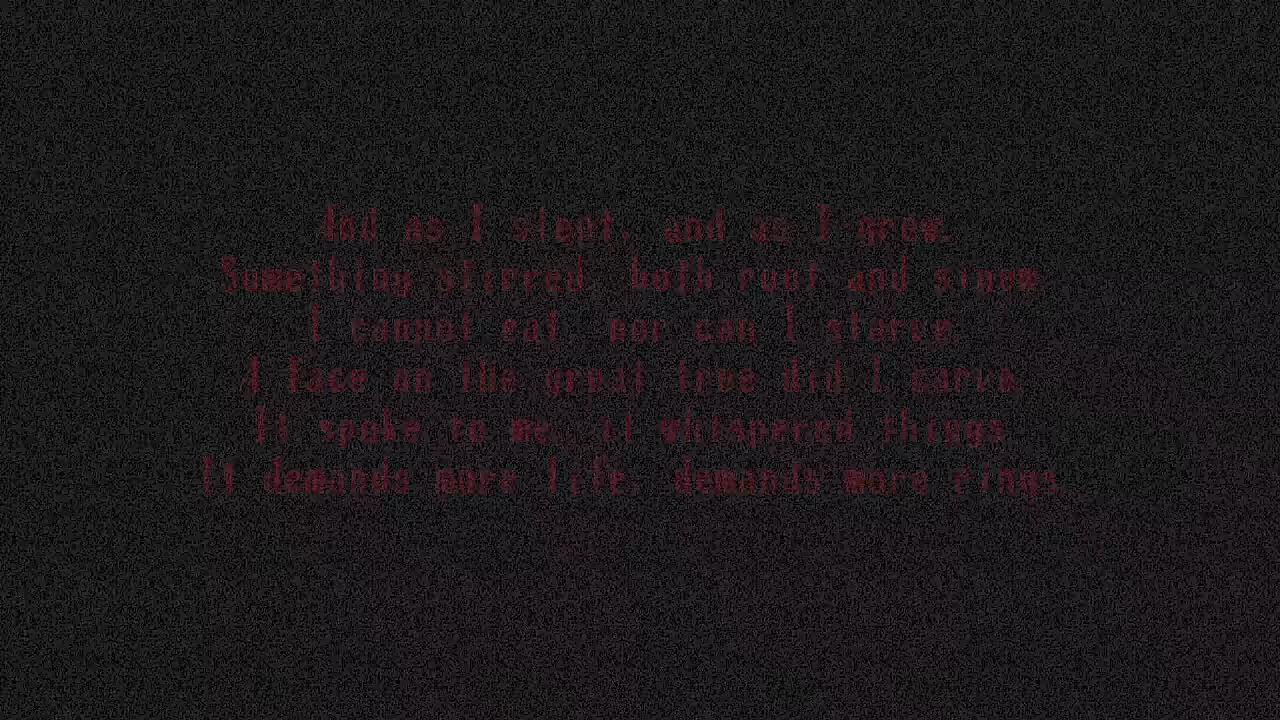 And as I slept, and as I grew,
Something stirred, both root and sinew.
I cannot eat, nor can I starve,
A face on the great tree did I carve.
It spoke to me, it whispered things.
It demands more life, demands more rings.